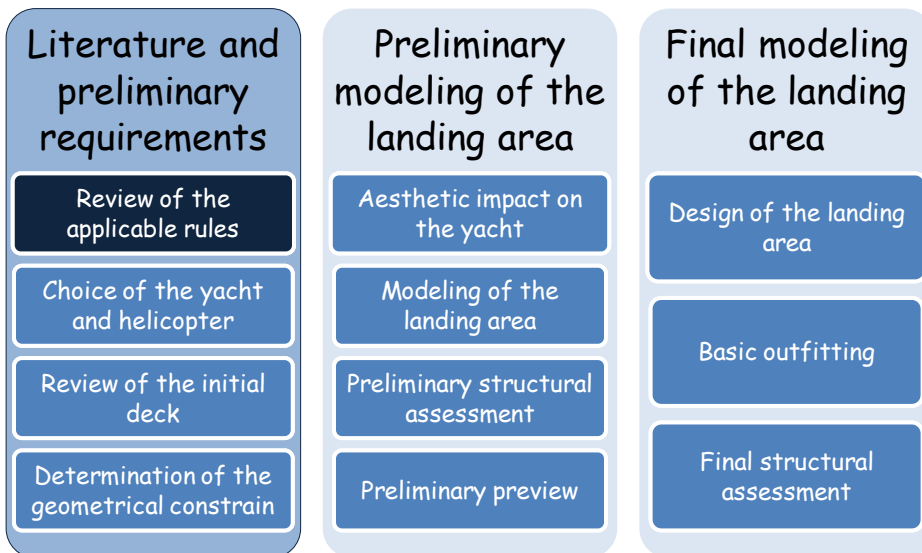 Literature and
preliminary
requirements
Review of the
applicable rules
Choice of the yacht
and helicopter
Review of the initial
deck
Determination of the
geometrical constrain
Preliminary
modeling of the
landing area
Aesthetic impact on
the yacht
Modeling of the
landing area
Preliminary structural
assessment
Preliminary preview
Final modeling
of the landing
area
Design of the landing
area
Basic outfitting
Final structural
assessment